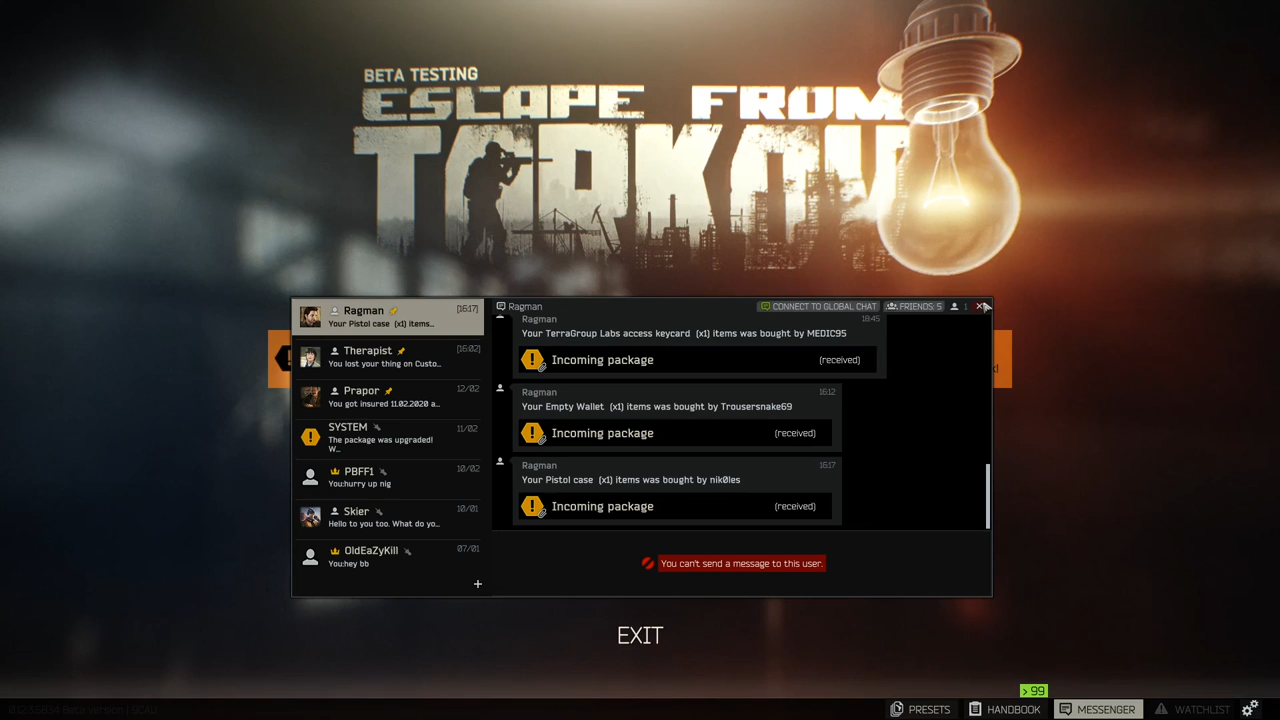 BETA TESTING
ESCAPE FROM
TARKOV
Ragman
[16:17]
Your Pistol case (x1) items...
Therapist
[16:02]
You lost your thing on Custo...
Prapor
12/02
You got insured 11.02.2020 a...
SYSTEM
11/02
The package was upgraded!
W...
PBFF1
10/02
You:hurry up nig
Skier
10/01
Hello to you too. What do yo...
OldEaZyKill
07/01
You:hey bb
+
Ragman
CONNECT TO GLOBAL CHAT
FRIENDS: 5
1
Ragman
18:45
Your TerraGroup Labs access keycard (x1) items was bought by MEDIC95
Incoming package
(received)
Ragman
16:12
Your Empty Wallet (x1) items was bought by Trousersnake69
Incoming package
(received)
Ragman
16:17
Your Pistol case (x1) items was bought by nik0les
Incoming package
(received)
You can't send a message to this user.
EXIT
> 99
PRESETS
HANDBOOK
MESSENGER
WATCHLIST